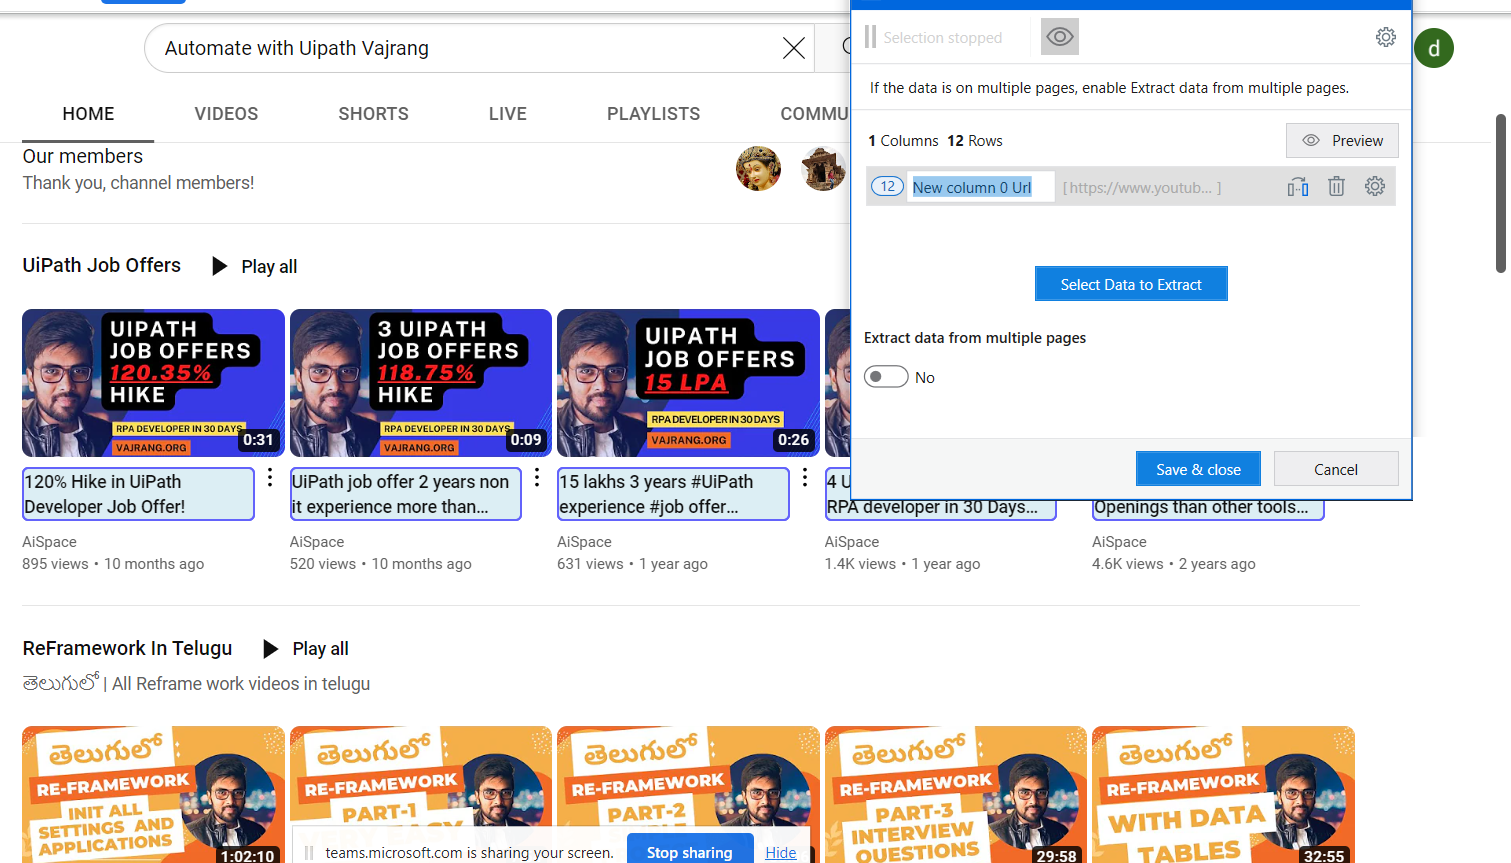 Automate with Uipath Vajrang
HOME VIDEOS SHORTS LIVE PLAYLISTS COMMU
Our members
Thank you, channel members!
UiPath Job Offers Play all
UIPATH
JOB OFFERS
120.35%
HIKE
RPA DEVELOPER IN 30 DAYS
VAJRANG.ORG
0:31
120% Hike in UiPath
Developer Job Offer!
AiSpace
895 views • 10 months ago
3 UIPATH
JOB OFFERS
118.75%
HIKE
RPA DEVELOPER IN 30 DAYS
VAJRANG.ORG
0:09
UiPath job offer 2 years non
it experience more than...
AiSpace
520 views • 10 months ago
UIPATH
JOB OFFERS
15 LPA
RPA DEVELOPER IN 30 DAYS
VAJRANG.ORG
0:26
15 lakhs 3 years #UiPath
experience #job offer...
AiSpace
631 views • 1 year ago
4 U
RPA developer in 30 Days...
AiSpace
1.4K views • 1 year ago
Openings than other tools...
AiSpace
4.6K views • 2 years ago
ReFramework In Telugu Play all
తెలుగులో | All Reframe work videos in telugu
తెలుగులో
RE-FRAMEWORK
INIT ALL
SETTINGS AND
APPLICATIONS
1:02:10
తెలుగులో
RE-FRAMEWORK
PART-1
తెలుగులో
RE-FRAMEWORK
PART-2
తెలుగులో
RE-FRAMEWORK
PART-3
INTERVIEW
QUESTIONS
29:58
తెలుగులో
RE-FRAMEWORK
WITH DATA
TABLES
32:55
teams.microsoft.com is sharing your screen. Stop sharing Hide
Selection stopped
d
If the data is on multiple pages, enable Extract data from multiple pages.
1 Columns 12 Rows Preview
12 New column 0 Url [ https://www.youtub... ]
Select Data to Extract
Extract data from multiple pages
No
Save & close Cancel